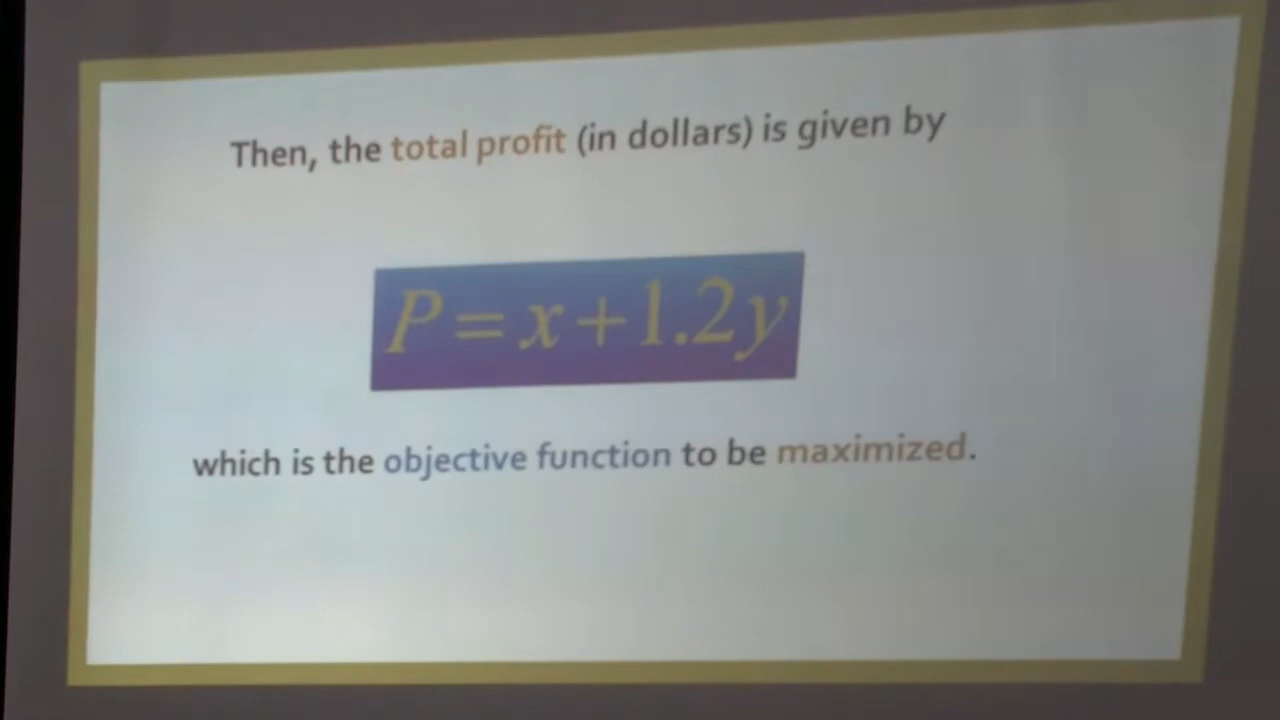 Then, the total profit (in dollars) is given by
P = x + 1.2y
which is the objective function to be maximized.